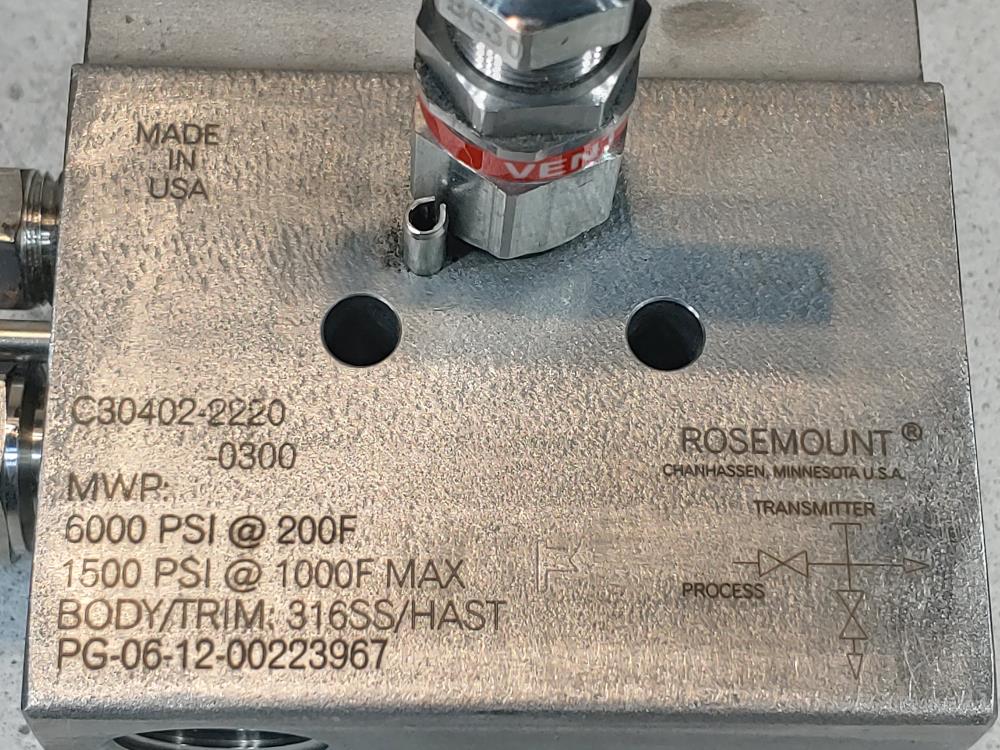 BG30
VENT
MADE
IN
USA
C30402-2220
-0300
MWP:
6000 PSI @ 200F
1500 PSI @ 1000F MAX
BODY/TRIM: 316SS/HAST
PG-06-12-00223967
ROSEMOUNT ®
CHANHASSEN, MINNESOTA U.S.A.
TRANSMITTER
PROCESS